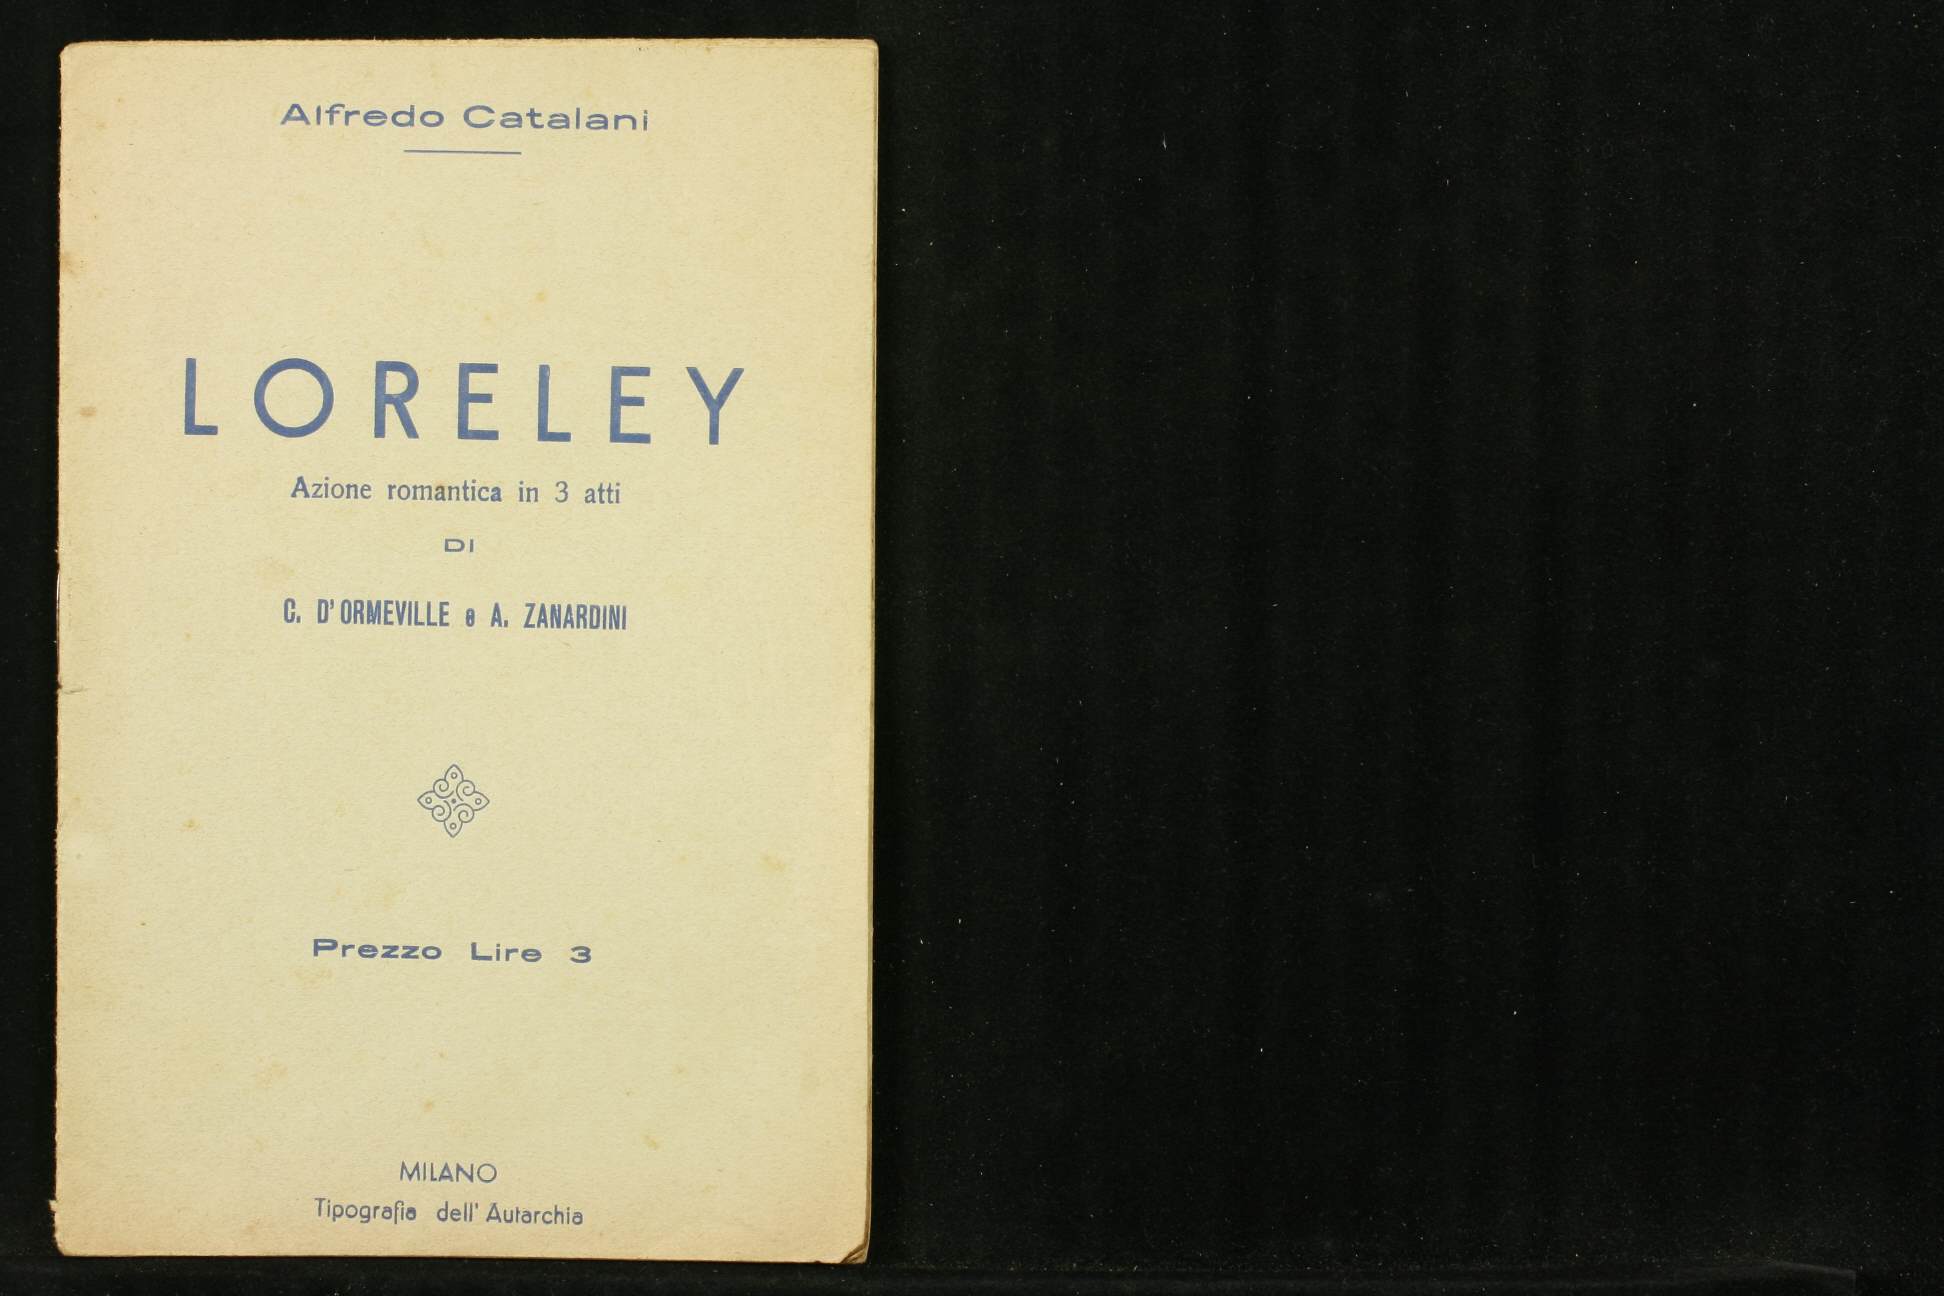 Alfredo Catalani
LORELEY
Azione romantica in 3 atti
DI
C. D'ORMEVILLE e A. ZANARDINI
Prezzo Lire 3
MILANO
Tipografia dell' Autarchia